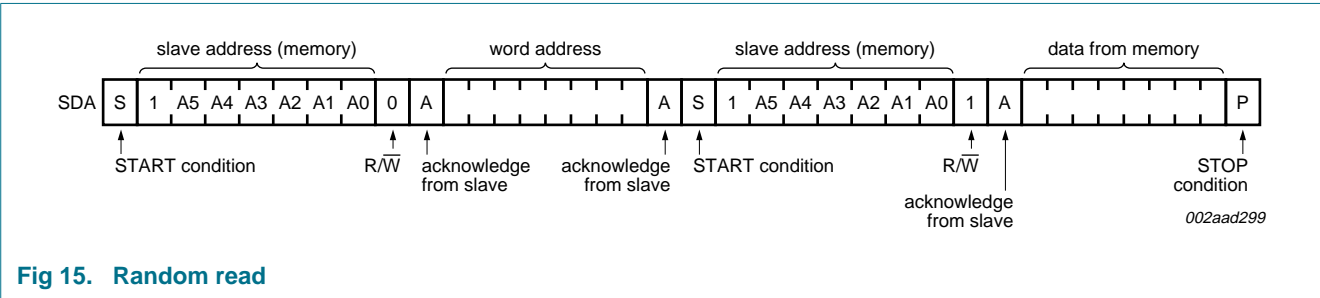 slave address (memory) word address slave address (memory) data from memory
SDA S 1 A5 A4 A3 A2 A1 A0 0 A A S 1 A5 A4 A3 A2 A1 A0 1 A P
START condition R/W̅ acknowledge from slave acknowledge from slave START condition R/W̅ acknowledge from slave STOP condition
002aad299
Fig 15. Random read